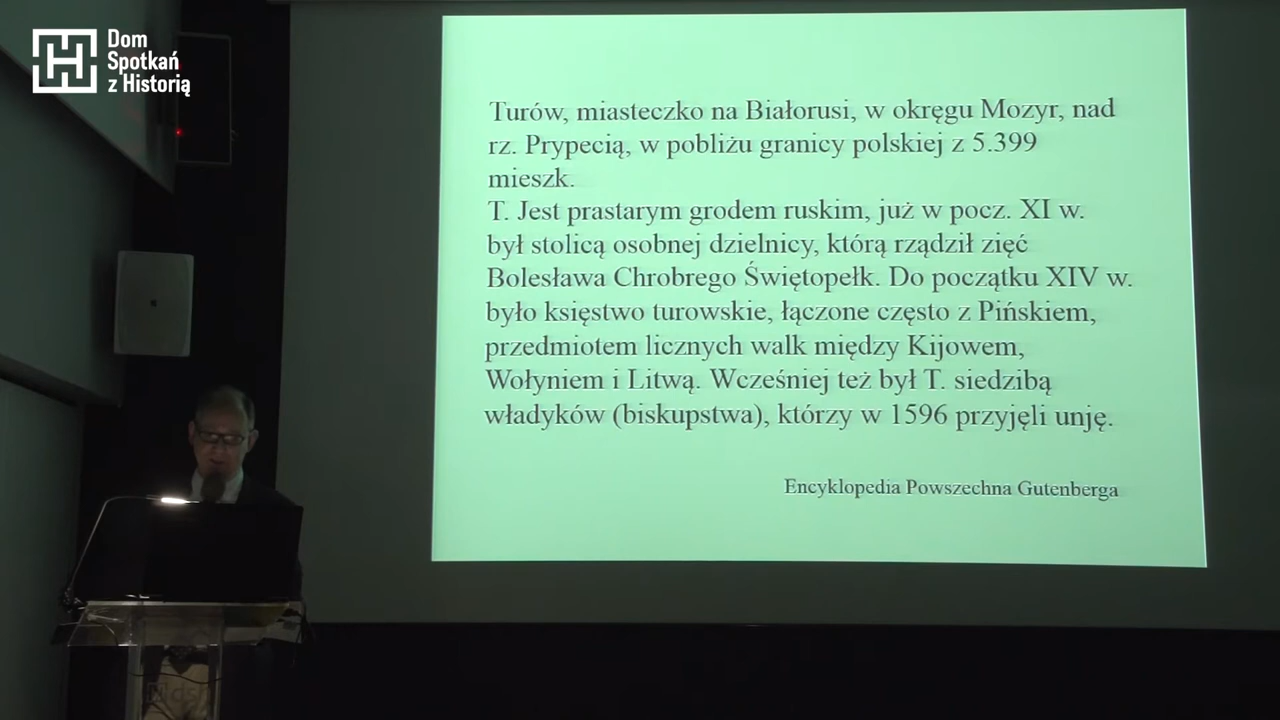 Dom
Spotkań
z Historią
Turów, miasteczko na Białorusi, w okręgu Mozyr, nad
rz. Prypecią, w pobliżu granicy polskiej z 5.399
mieszk.
T. Jest prastarym grodem ruskim, już w pocz. XI w.
był stolicą osobnej dzielnicy, którą rządził zięć
Bolesława Chrobrego Świętopełk. Do początku XIV w.
było księstwo turowskie, łączone często z Pińskiem,
przedmiotem licznych walk między Kijowem,
Wołyniem i Litwą. Wcześniej też był T. siedzibą
władyków (biskupstwa), którzy w 1596 przyjęli unję.
Encyklopedia Powszechna Gutenberga